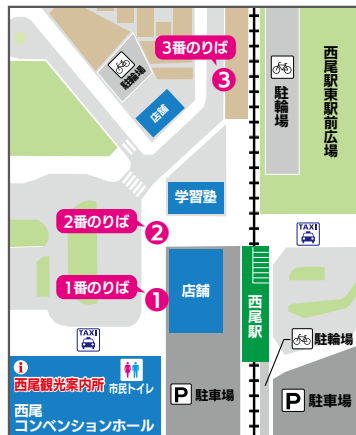 3番のりば
3
駐輪場
店舗
駐輪場
西尾駅東駅前広場
学習塾
2番のりば
2
TAXI
1番のりば
1
店舗
西尾駅
TAXI
駐輪場
i
西尾観光案内所
市民トイレ
西尾
コンベンションホール
P 駐車場
P 駐車場